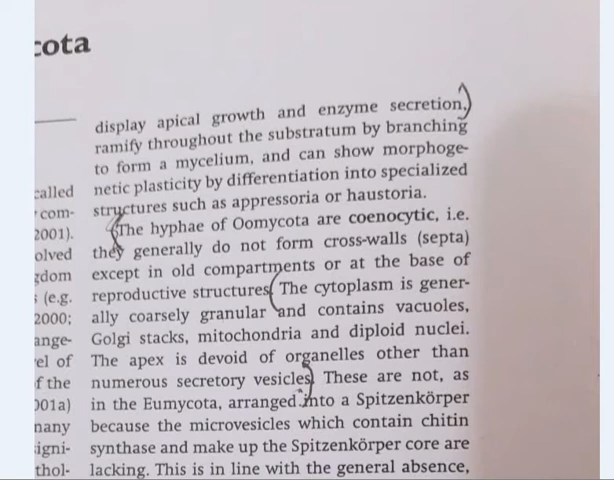 cota
called
com-
2001).
olved
gdom
s (e.g.
2000;
ange-
el of
f the
001a)
many
signi-
thol-
display apical growth and enzyme secretion,
ramify throughout the substratum by branching
to form a mycelium, and can show morphoge-
netic plasticity by differentiation into specialized
structures such as appressoria or haustoria.
The hyphae of Oomycota are coenocytic, i.e.
they generally do not form cross-walls (septa)
except in old compartments or at the base of
reproductive structures. The cytoplasm is gener-
ally coarsely granular and contains vacuoles,
Golgi stacks, mitochondria and diploid nuclei.
The apex is devoid of organelles other than
numerous secretory vesicles. These are not, as
in the Eumycota, arranged into a Spitzenkörper
because the microvesicles which contain chitin
synthase and make up the Spitzenkörper core are
lacking. This is in line with the general absence,